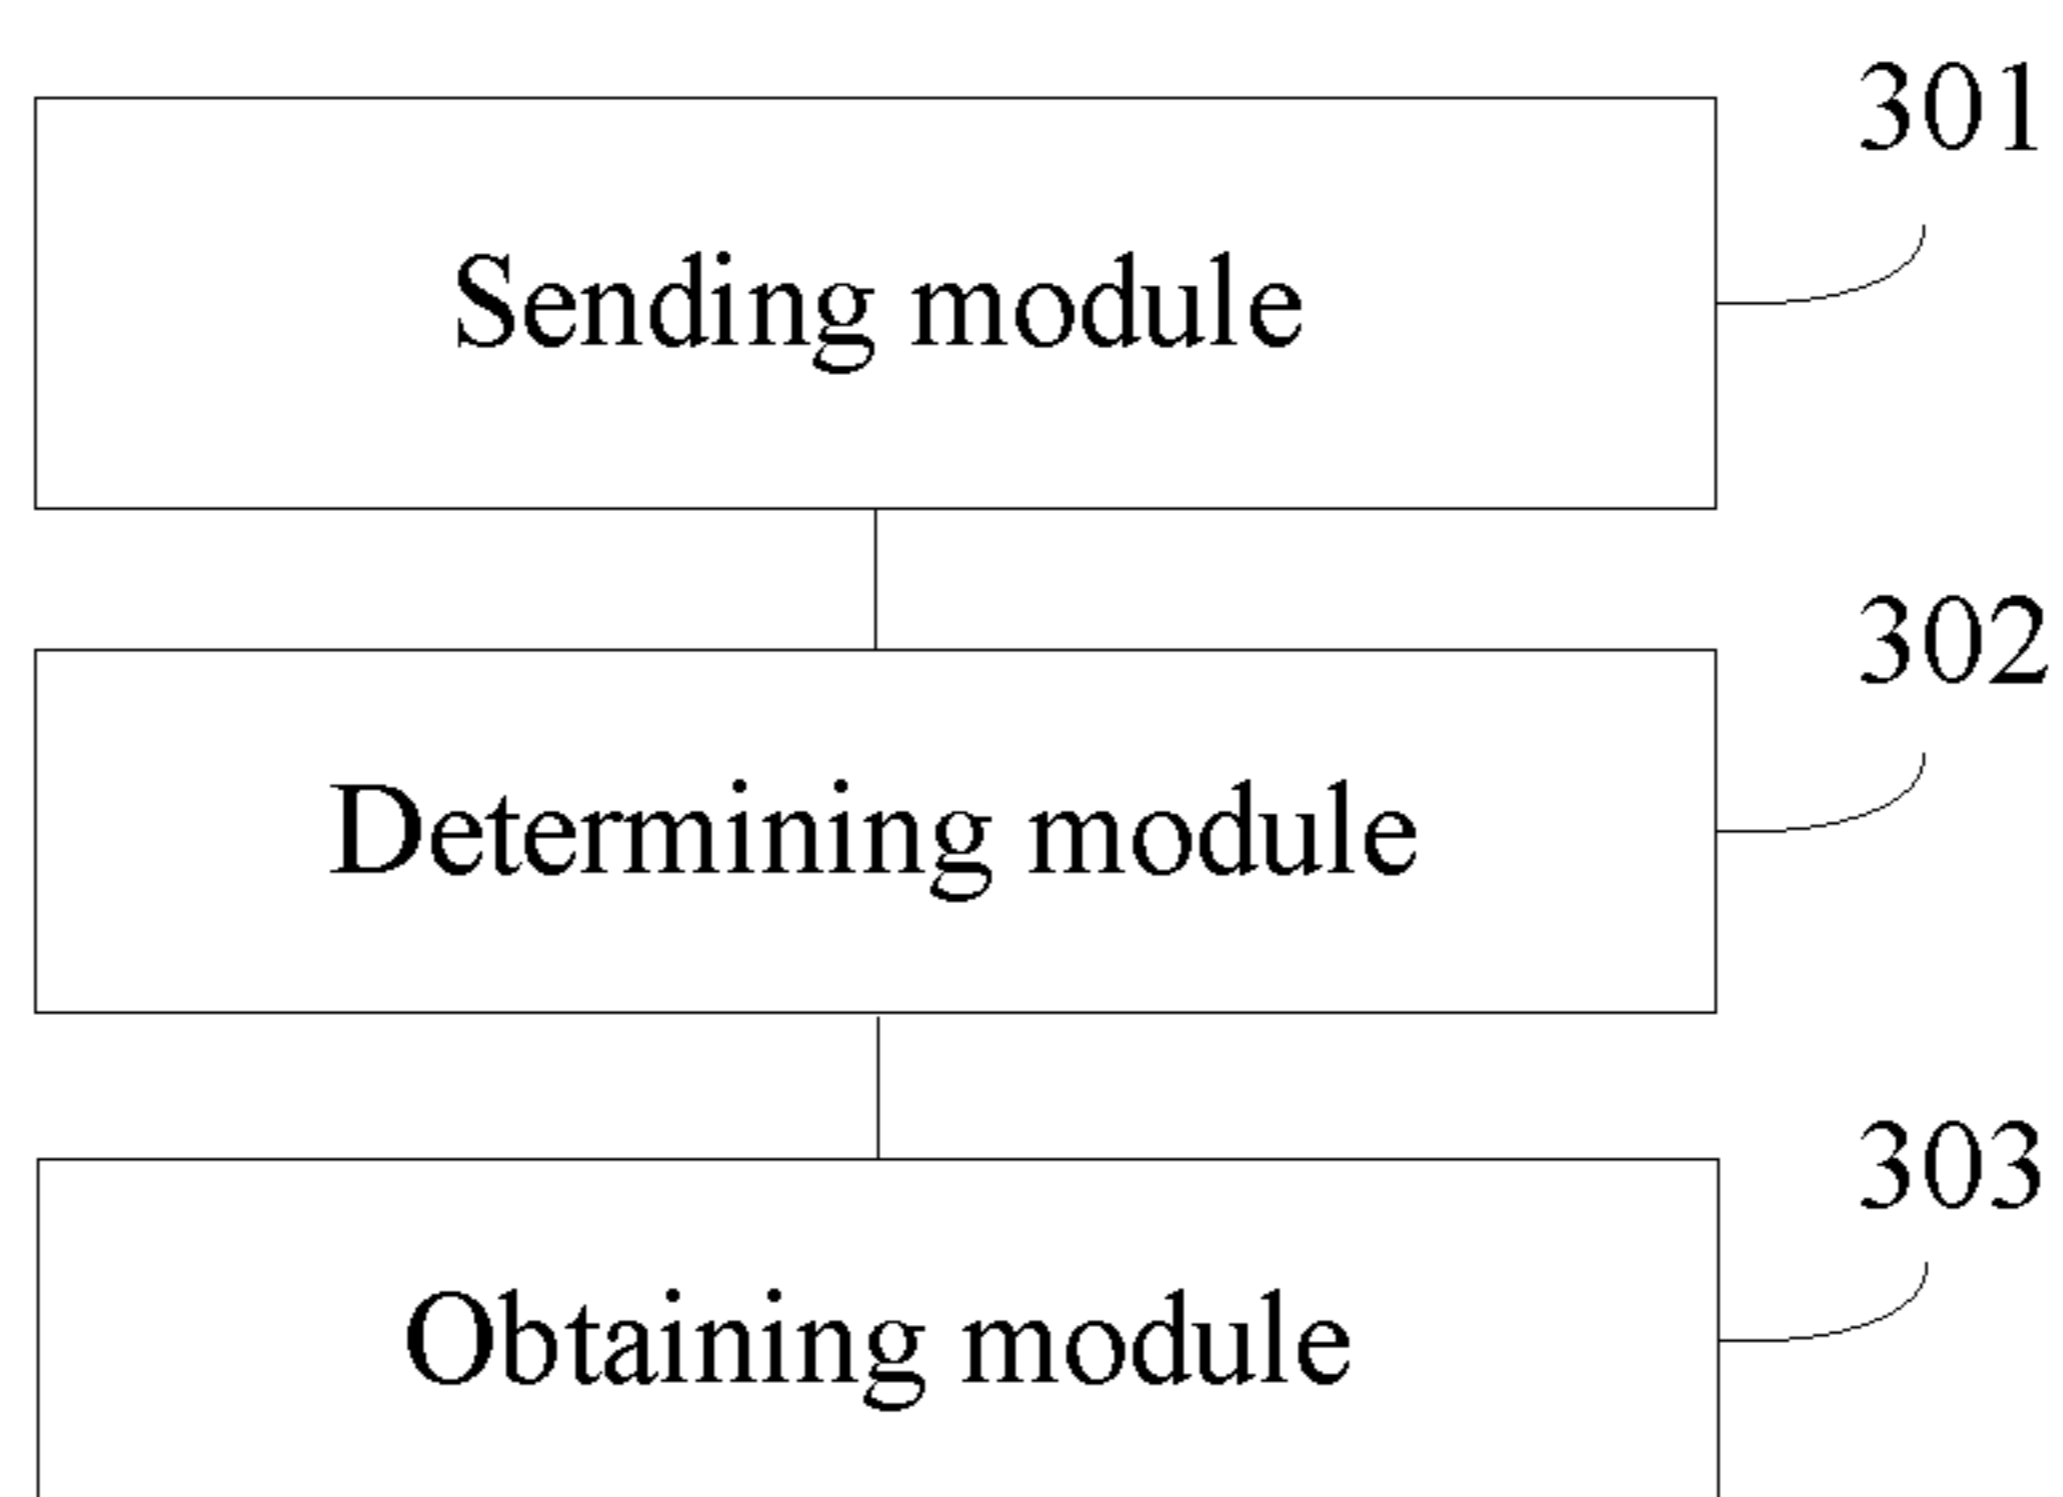 301
Sending module
302
Determining module
303
Obtaining module